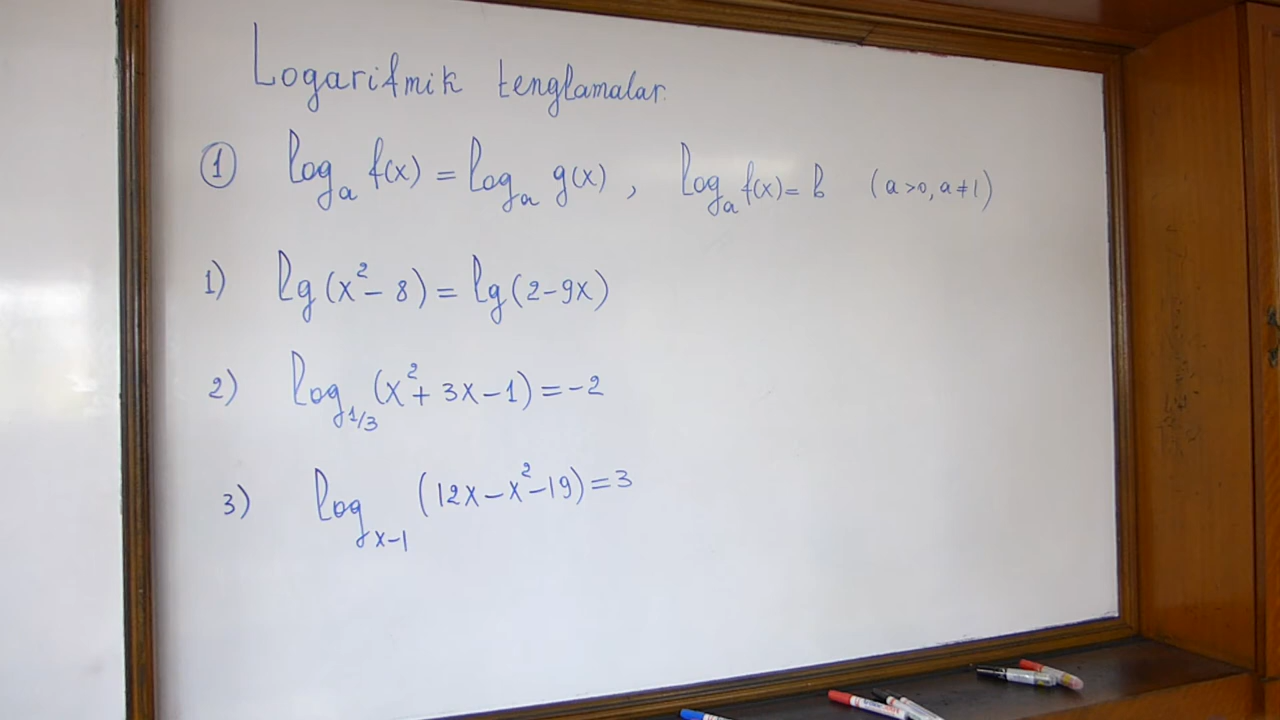 Logarifmik tenglamalar.
① log_a f(x) = log_a g(x) , log_a f(x) = b (a>0, a≠1)
1) lg(x²-8) = lg(2-9x)
2) log_{1/3}(x²+3x-1) = -2
3) log_{x-1} (12x-x²-19) = 3